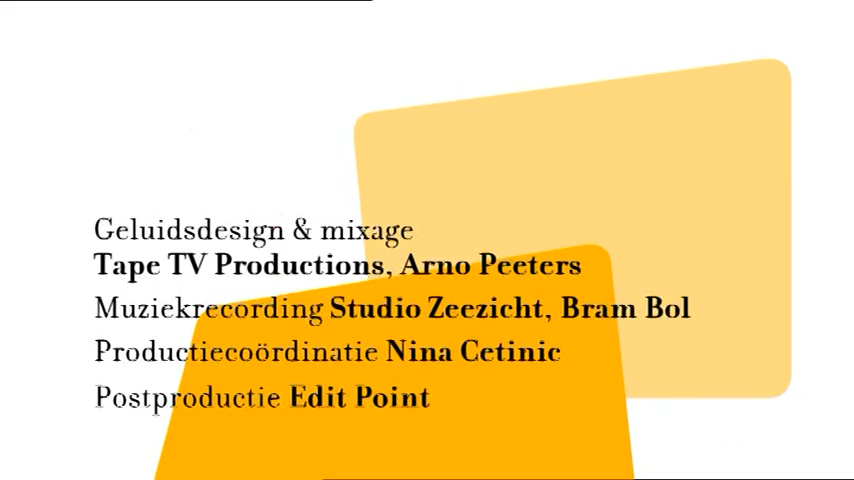 Geluidsdesign & mixage
Tape TV Productions, Arno Peeters
Muziekrecording Studio Zeezicht, Bram Bol
Productiecoördinatie Nina Cetinic
Postproductie Edit Point